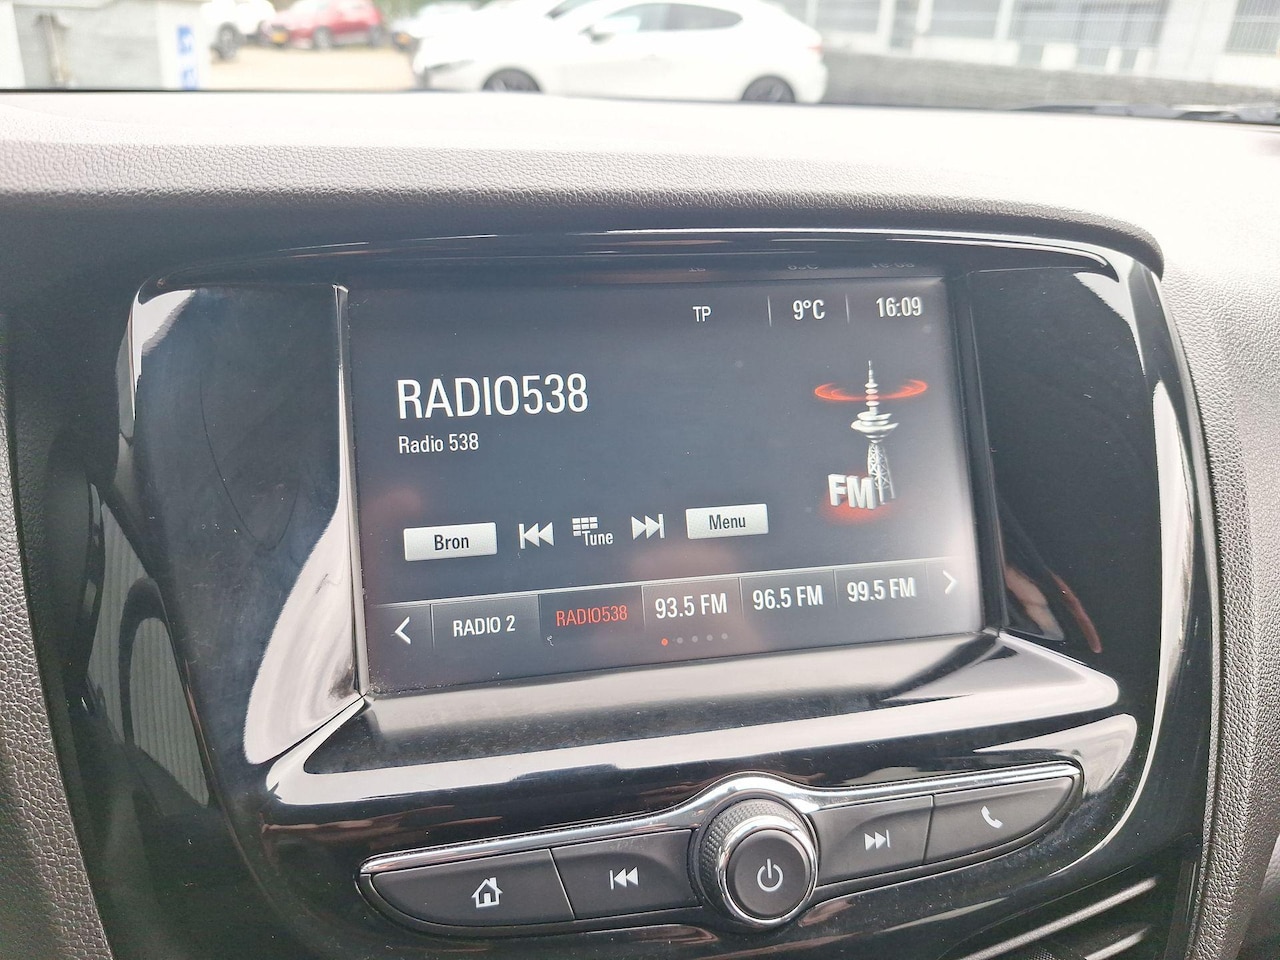 TP 9°C 16:09
RADIO538
Radio 538
FM
Bron Tune Menu
RADIO 2 RADIO538 93.5 FM 96.5 FM 99.5 FM